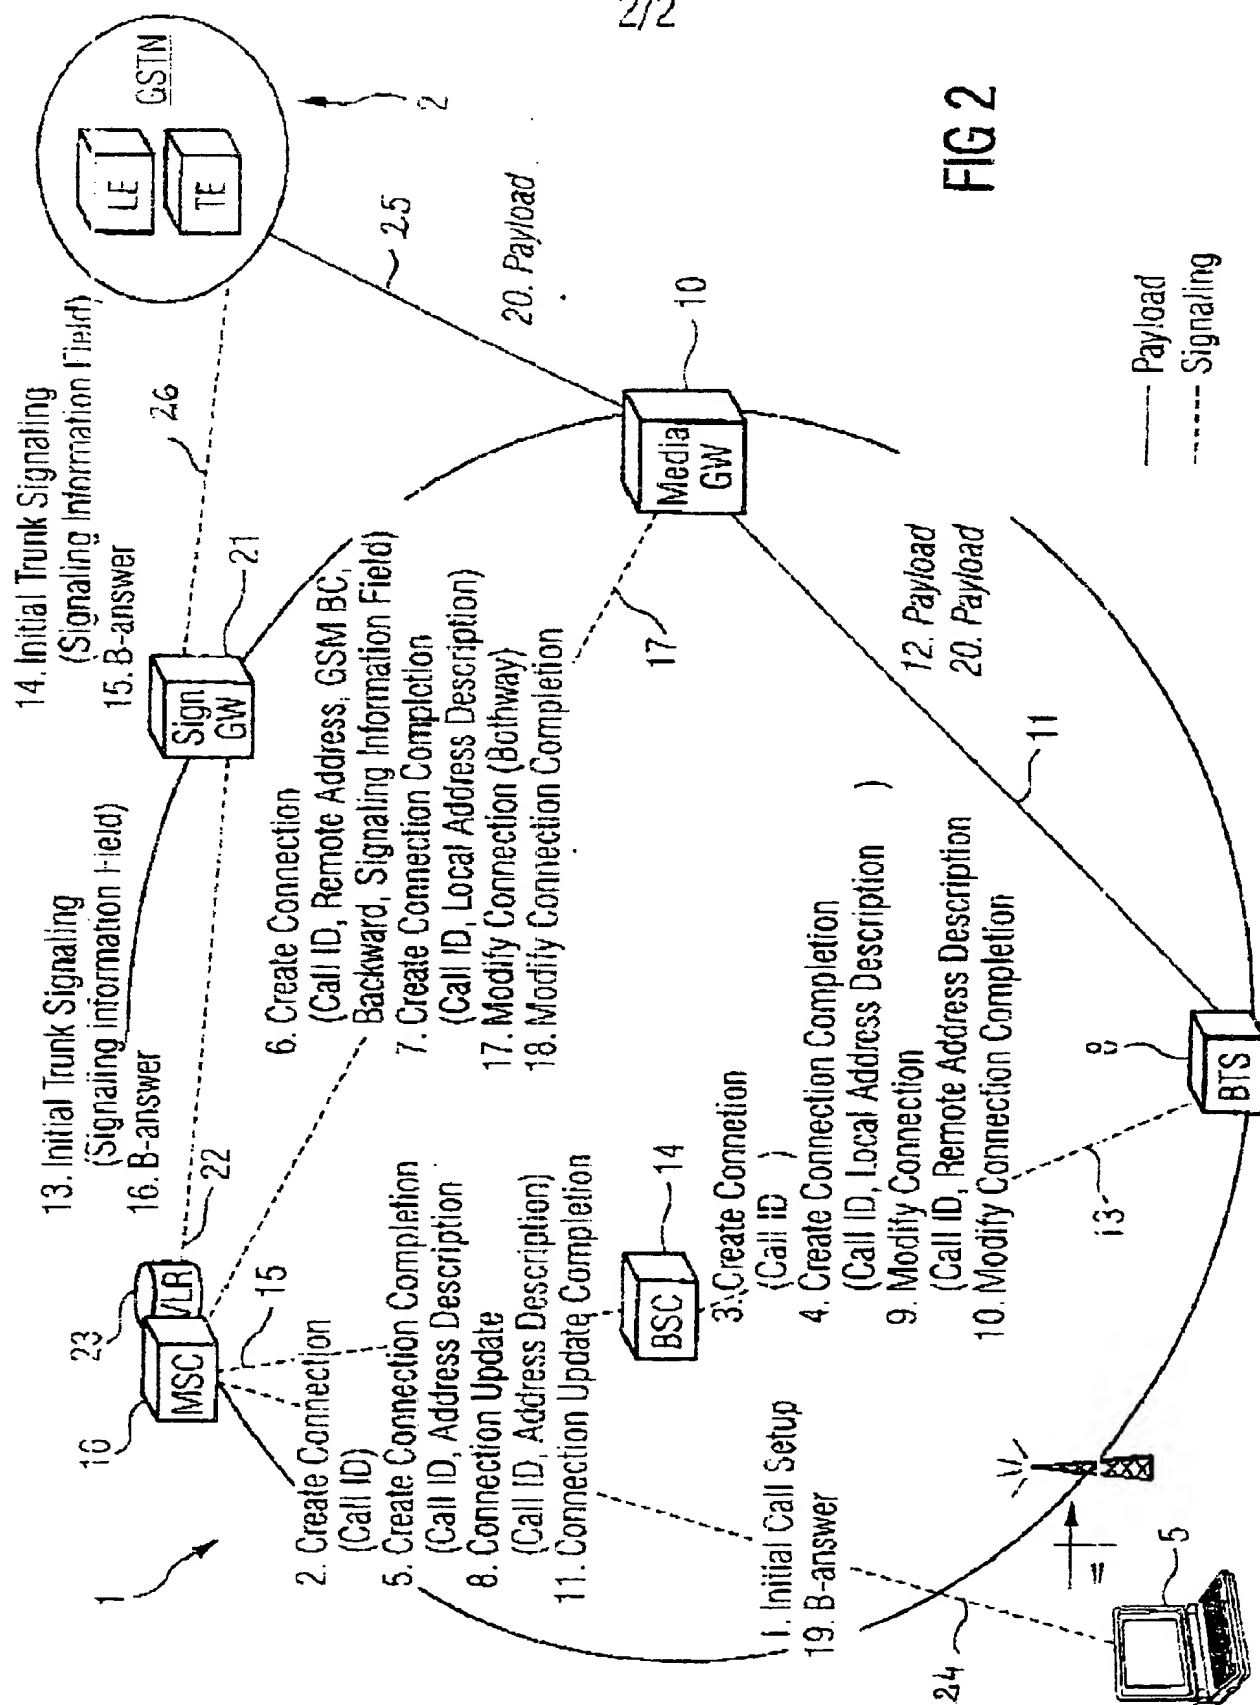 2/2
14. Initial Trunk Signaling
(Signaling Information Field)
15. B-answer
26
GSTN
LE
TE
2
25
20. Payload
13. Initial Trunk Signaling
(Signaling Information Field)
16. B-answer
22
Sign
GW
21
6. Create Connection
(Call ID, Remote Address, GSM BC,
Backward, Signaling Information Field)
7. Create Connection Completion
(Call ID, Local Address Description)
17. Modify Connection (Bothway)
18. Modify Connection Completion
17
Media
GW
10
1
16
23
MSC
VLR
15
2. Create Connection
(Call ID)
5. Create Connection Completion
(Call ID, Address Description
8. Connection Update
(Call ID, Address Description)
11. Connection Update Completion
BSC
14
3. Create Connetion
(Call ID )
4. Create Connection Completion
(Call ID, Local Address Description )
9. Modify Connection
(Call ID, Remote Address Description
10. Modify Connection Completion
12. Payload
20. Payload
11
13
8
BTS
1. Initial Call Setup
19. B-answer
24
5
Payload
Signaling
FIG 2